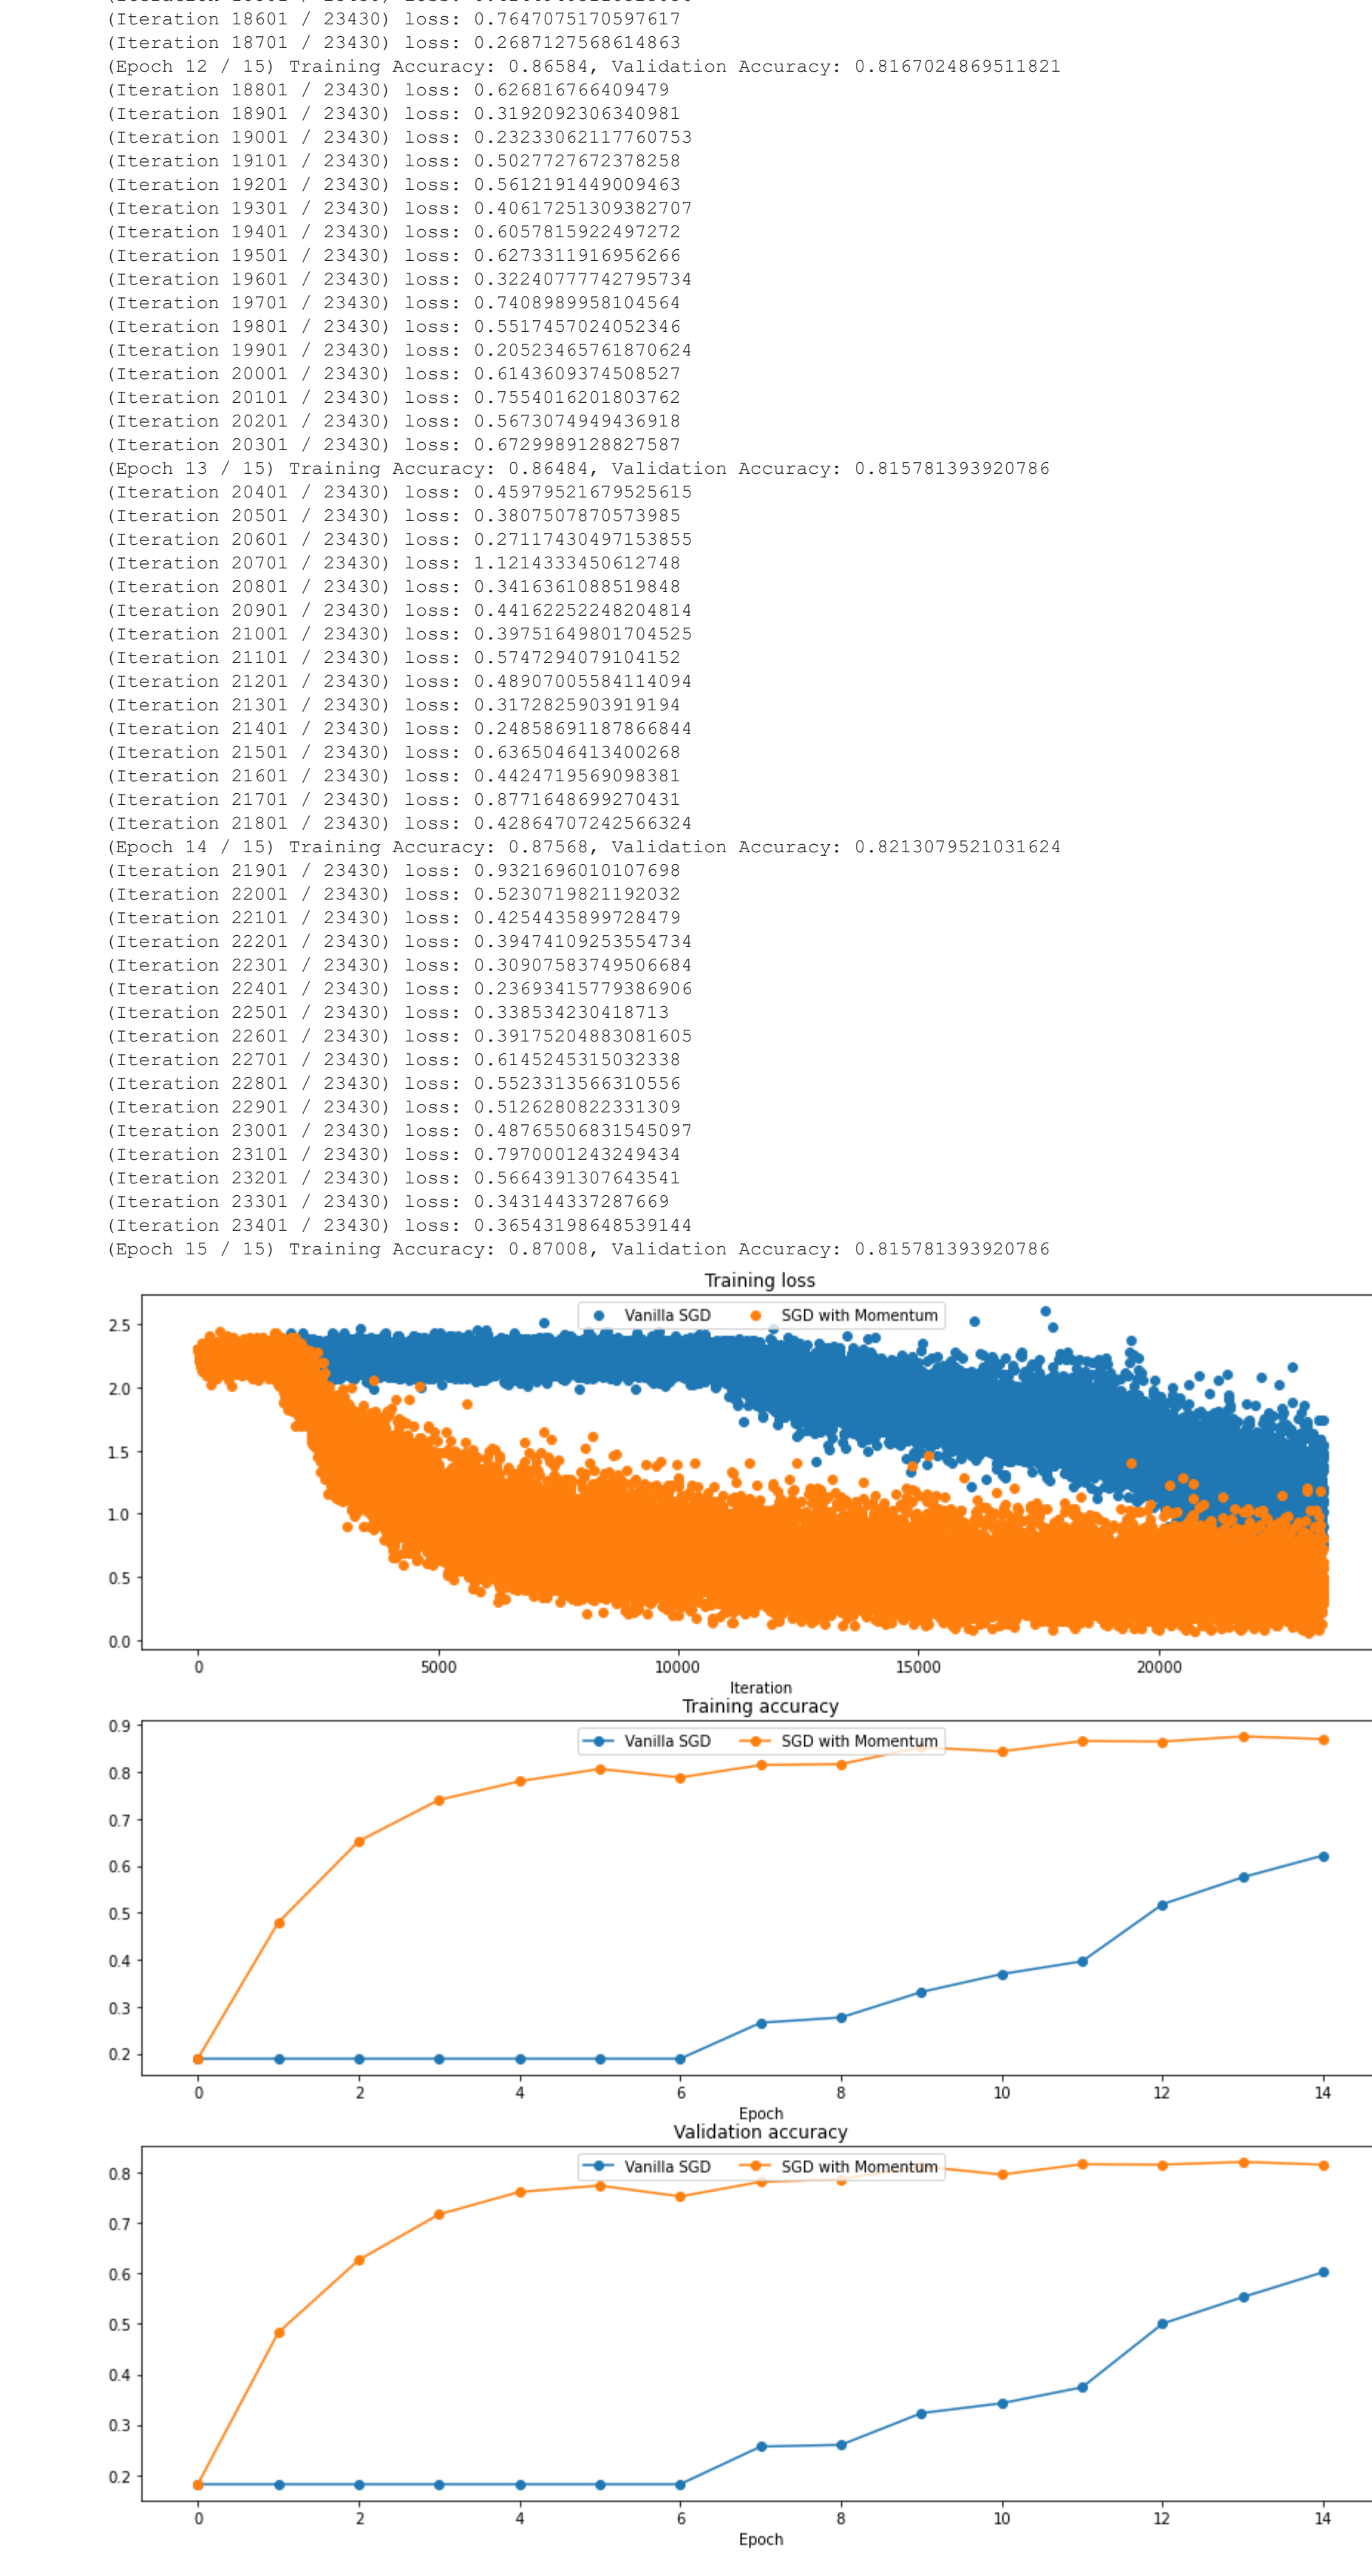 (Iteration 18601 / 23430) loss: 0.7647075170597617
(Iteration 18701 / 23430) loss: 0.2687127568614863
(Epoch 12 / 15) Training Accuracy: 0.86584, Validation Accuracy: 0.8167024869511821
(Iteration 18801 / 23430) loss: 0.626816766409479
(Iteration 18901 / 23430) loss: 0.3192092306340981
(Iteration 19001 / 23430) loss: 0.23233062117760753
(Iteration 19101 / 23430) loss: 0.5027727672378258
(Iteration 19201 / 23430) loss: 0.5612191449009463
(Iteration 19301 / 23430) loss: 0.40617251309382707
(Iteration 19401 / 23430) loss: 0.6057815922497272
(Iteration 19501 / 23430) loss: 0.6273311916956266
(Iteration 19601 / 23430) loss: 0.32240777742795734
(Iteration 19701 / 23430) loss: 0.7408989958104564
(Iteration 19801 / 23430) loss: 0.5517457024052346
(Iteration 19901 / 23430) loss: 0.20523465761870624
(Iteration 20001 / 23430) loss: 0.6143609374508527
(Iteration 20101 / 23430) loss: 0.7554016201803762
(Iteration 20201 / 23430) loss: 0.5673074949436918
(Iteration 20301 / 23430) loss: 0.6729989128827587
(Epoch 13 / 15) Training Accuracy: 0.86484, Validation Accuracy: 0.815781393920786
(Iteration 20401 / 23430) loss: 0.45979521679525615
(Iteration 20501 / 23430) loss: 0.3807507870573985
(Iteration 20601 / 23430) loss: 0.27117430497153855
(Iteration 20701 / 23430) loss: 1.1214333450612748
(Iteration 20801 / 23430) loss: 0.3416361088519848
(Iteration 20901 / 23430) loss: 0.44162252248204814
(Iteration 21001 / 23430) loss: 0.39751649801704525
(Iteration 21101 / 23430) loss: 0.5747294079104152
(Iteration 21201 / 23430) loss: 0.48907005584114094
(Iteration 21301 / 23430) loss: 0.3172825903919194
(Iteration 21401 / 23430) loss: 0.24858691187866844
(Iteration 21501 / 23430) loss: 0.6365046413400268
(Iteration 21601 / 23430) loss: 0.4424719569098381
(Iteration 21701 / 23430) loss: 0.8771648699270431
(Iteration 21801 / 23430) loss: 0.42864707242566324
(Epoch 14 / 15) Training Accuracy: 0.87568, Validation Accuracy: 0.8213079521031624
(Iteration 21901 / 23430) loss: 0.9321696010107698
(Iteration 22001 / 23430) loss: 0.5230719821192032
(Iteration 22101 / 23430) loss: 0.4254435899728479
(Iteration 22201 / 23430) loss: 0.39474109253554734
(Iteration 22301 / 23430) loss: 0.30907583749506684
(Iteration 22401 / 23430) loss: 0.23693415779386906
(Iteration 22501 / 23430) loss: 0.338534230418713
(Iteration 22601 / 23430) loss: 0.39175204883081605
(Iteration 22701 / 23430) loss: 0.6145245315032338
(Iteration 22801 / 23430) loss: 0.5523313566310556
(Iteration 22901 / 23430) loss: 0.5126280822331309
(Iteration 23001 / 23430) loss: 0.48765506831545097
(Iteration 23101 / 23430) loss: 0.7970001243249434
(Iteration 23201 / 23430) loss: 0.5664391307643541
(Iteration 23301 / 23430) loss: 0.343144337287669
(Iteration 23401 / 23430) loss: 0.36543198648539144
(Epoch 15 / 15) Training Accuracy: 0.87008, Validation Accuracy: 0.815781393920786
Training loss
Vanilla SGD SGD with Momentum
2.5
2.0
1.5
1.0
0.5
0.0
0 5000 10000 15000 20000
Iteration
Training accuracy
Vanilla SGD SGD with Momentum
0.9
0.8
0.7
0.6
0.5
0.4
0.3
0.2
0 2 4 6 8 10 12 14
Epoch
Validation accuracy
Vanilla SGD SGD with Momentum
0.8
0.7
0.6
0.5
0.4
0.3
0.2
0 2 4 6 8 10 12 14
Epoch